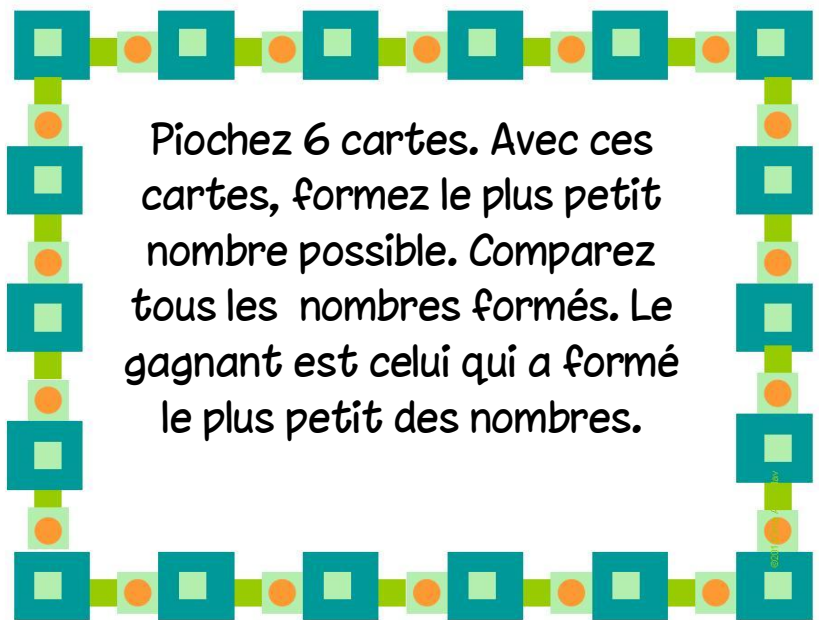 Piochez 6 cartes. Avec ces
cartes, formez le plus petit
nombre possible. Comparez
tous les nombres formés. Le
gagnant est celui qui a formé
le plus petit des nombres.